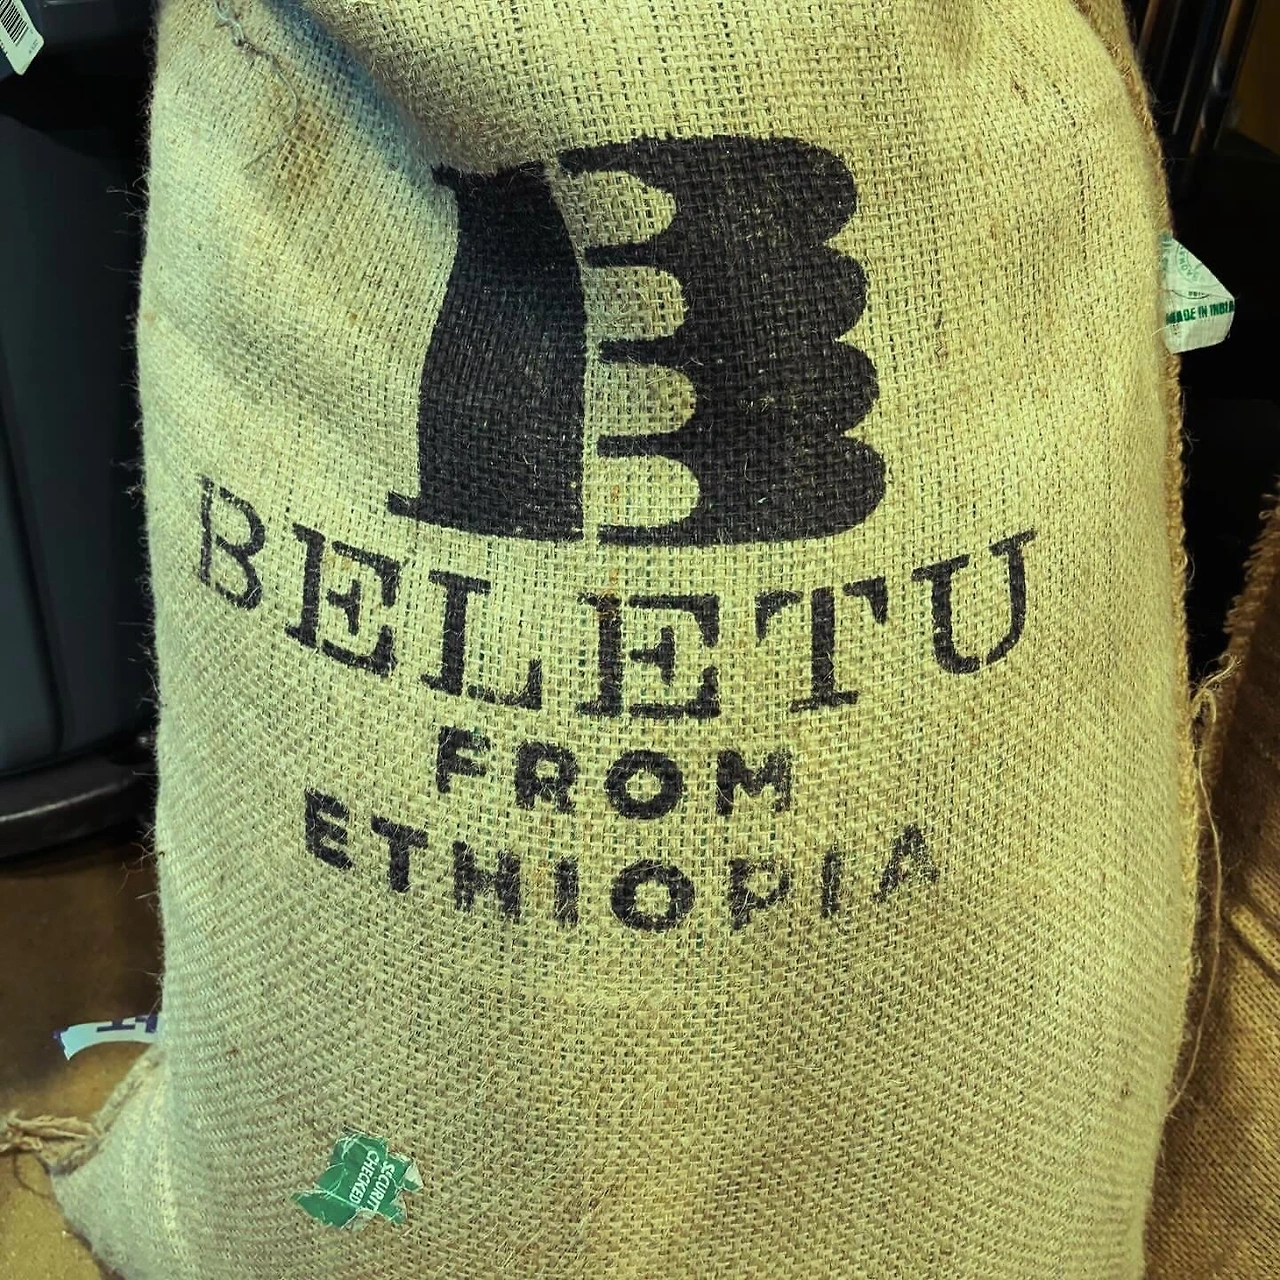 BELETU
FROM
ETHIOPIA
MADE IN INDIA
SECURITY
CHECKED